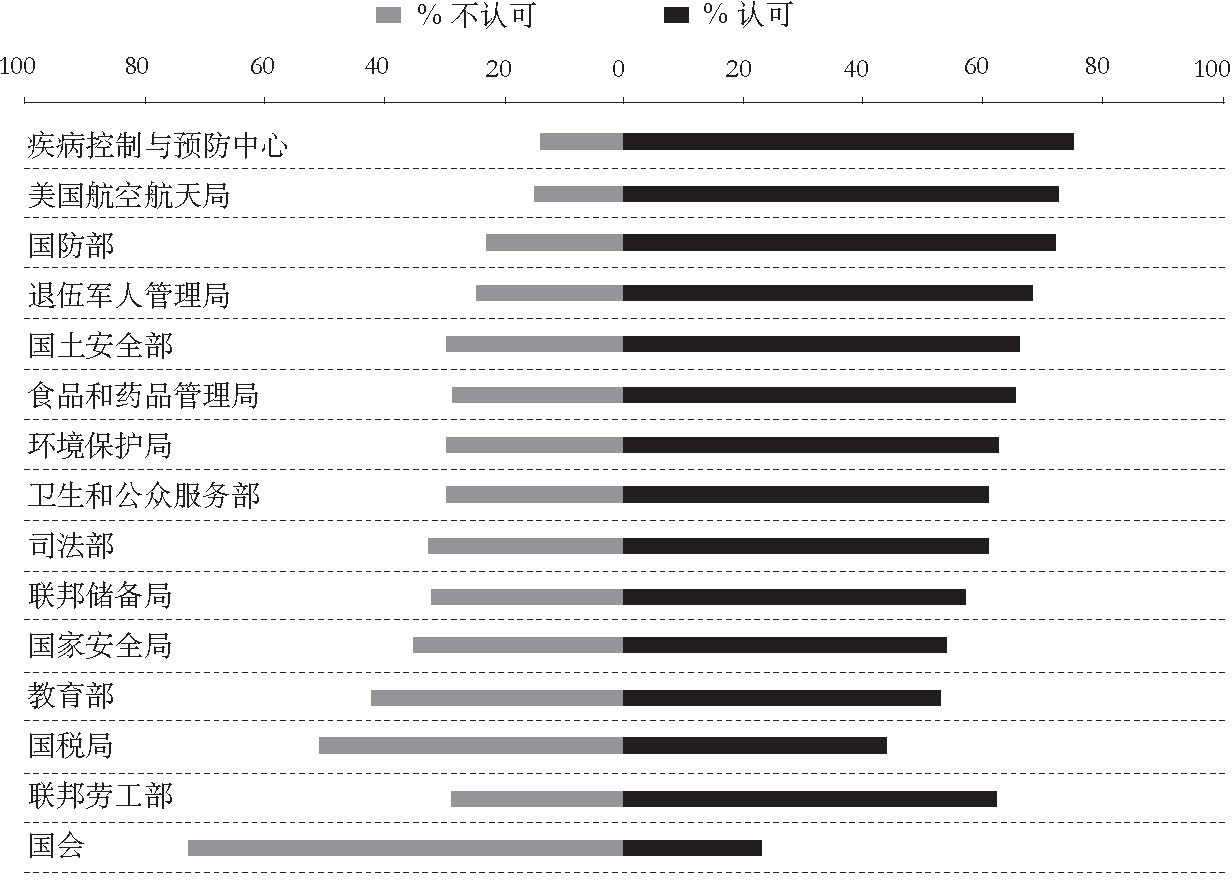 % 不认可 % 认可
100 80 60 40 20 0 20 40 60 80 100
疾病控制与预防中心
美国航空航天局
国防部
退伍军人管理局
国土安全部
食品和药品管理局
环境保护局
卫生和公众服务部
司法部
联邦储备局
国家安全局
教育部
国税局
联邦劳工部
国会